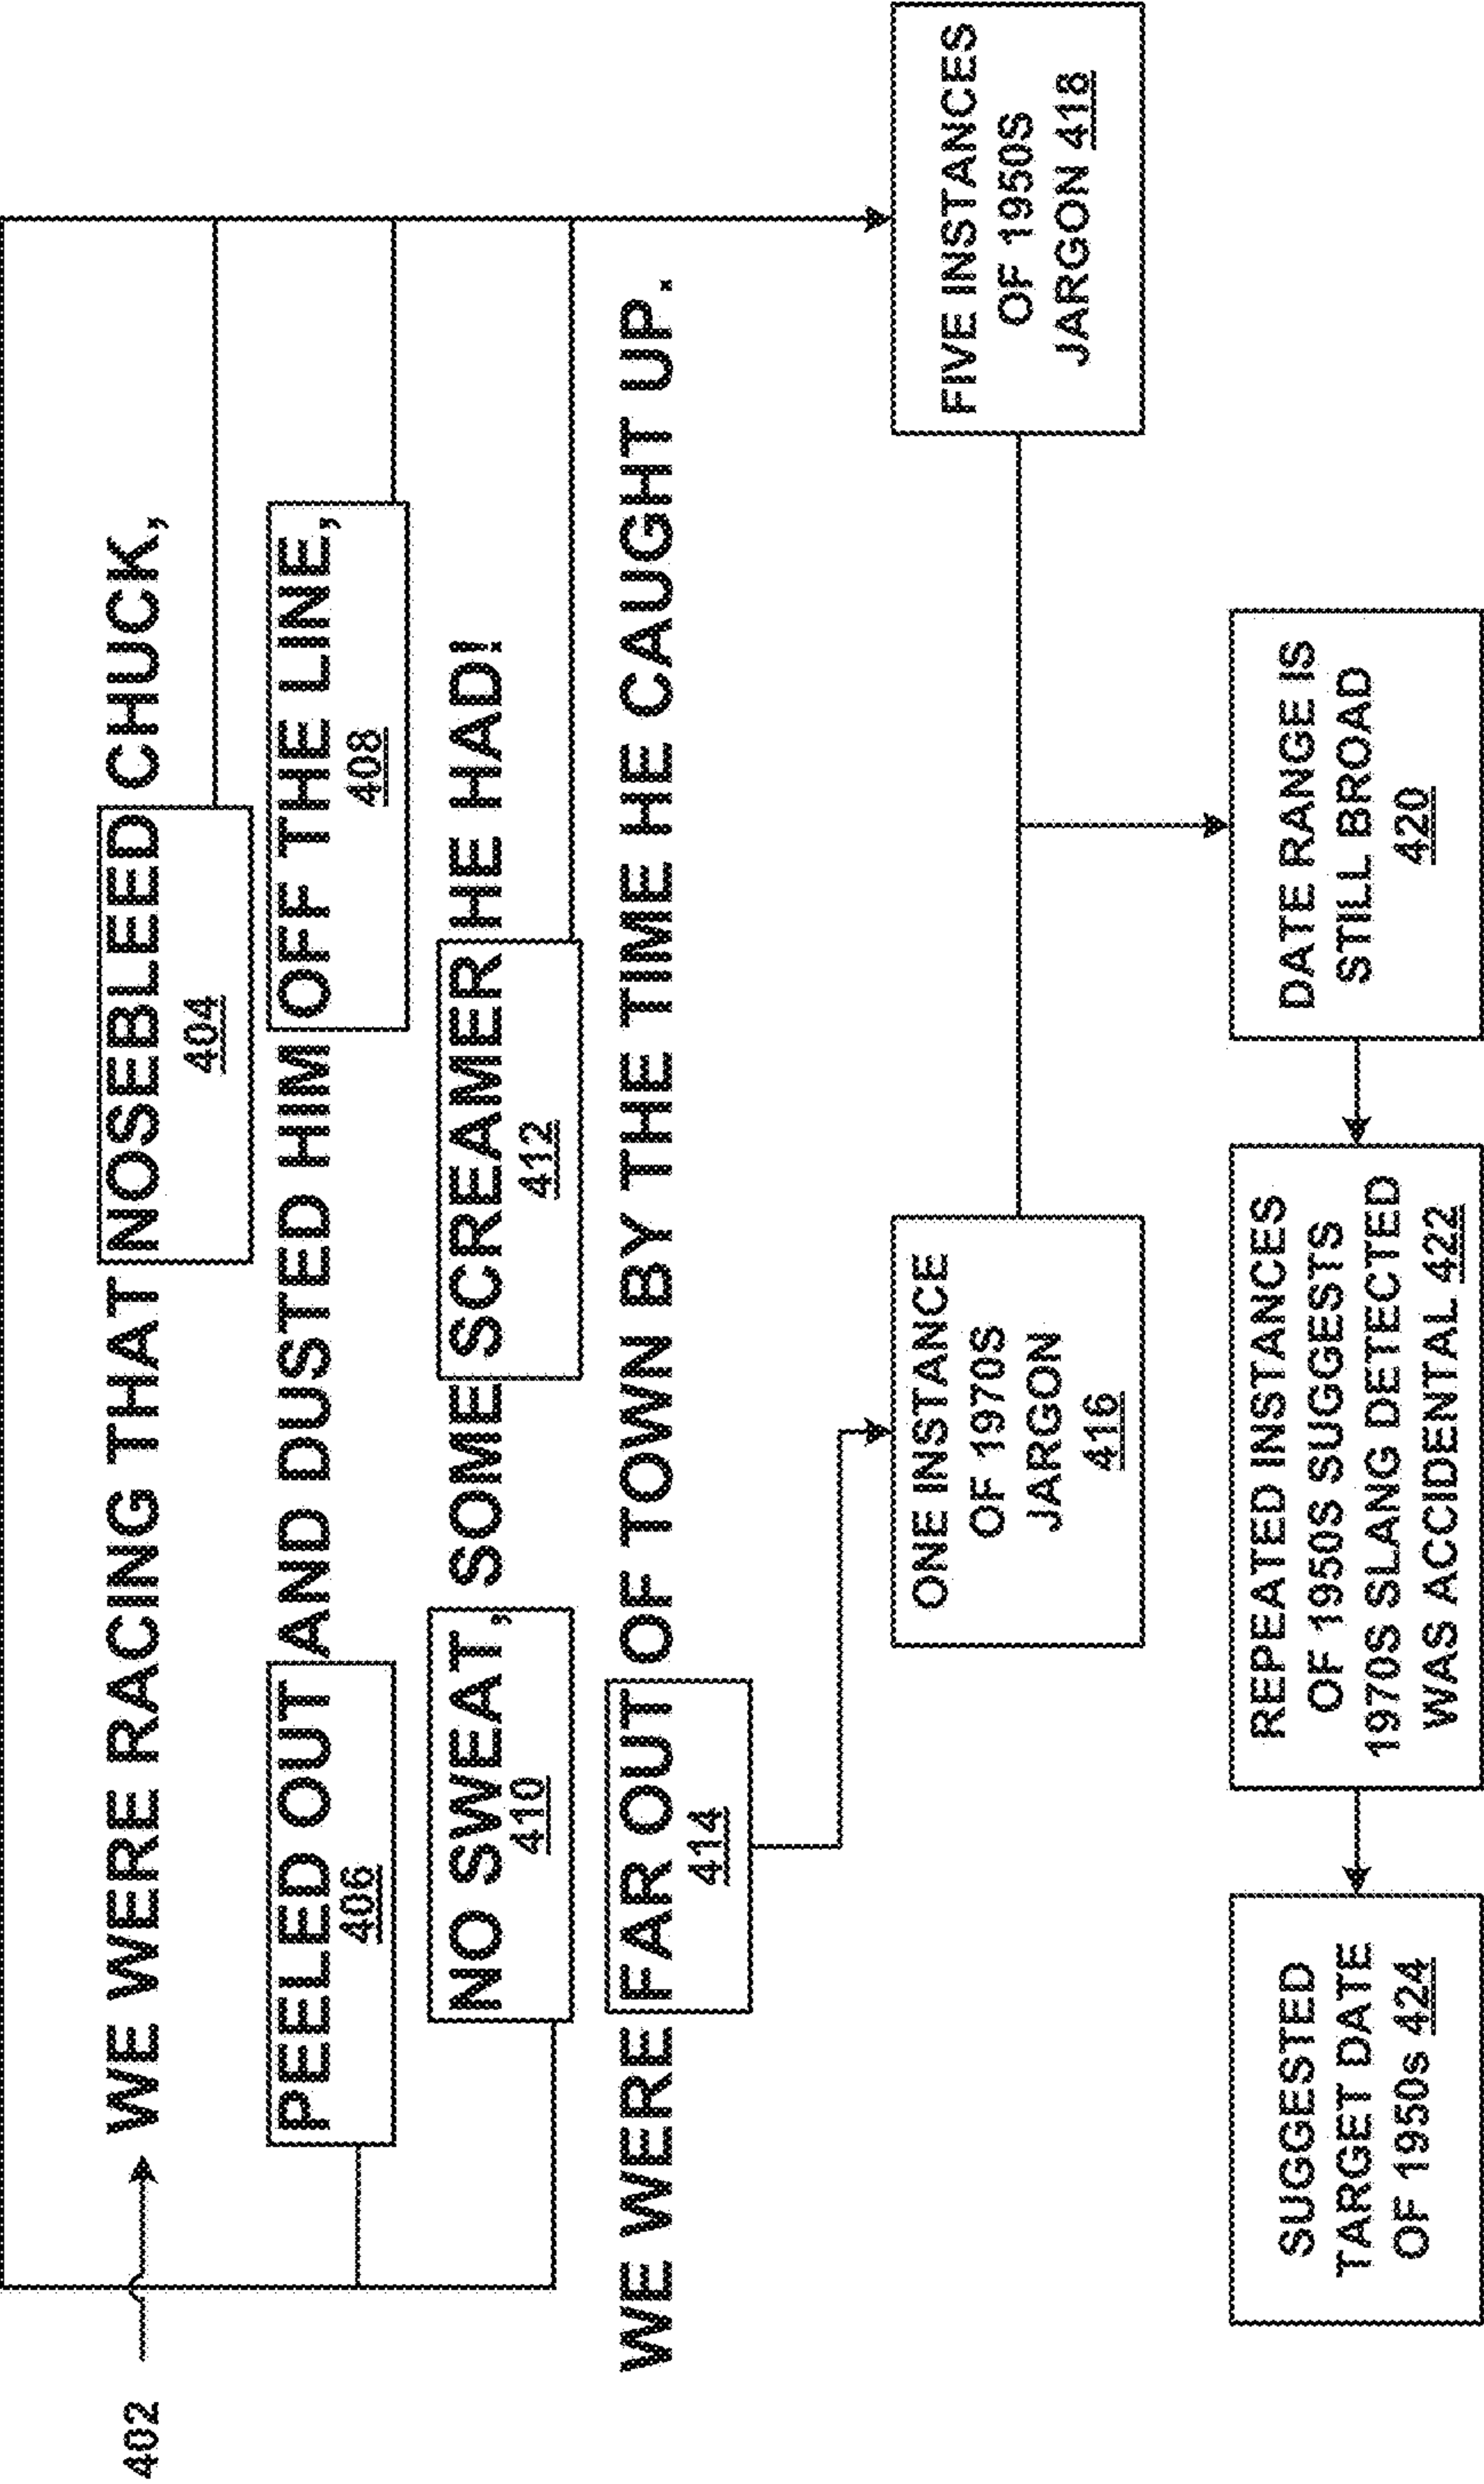 402
WE WERE RACING THAT NOSEBLEED CHUCK,
404
PEELED OUT AND DUSTED HIM OFF THE LINE,
406
408
NO SWEAT, SOME SCREAMER HE HAD!
410
412
WE WERE FAR OUT OF TOWN BY THE TIME HE CAUGHT UP.
414
ONE INSTANCE
OF 1970S
JARGON
416
FIVE INSTANCES
OF 1950S
JARGON 418
DATE RANGE IS
STILL BROAD
420
REPEATED INSTANCES
OF 1950S SUGGESTS
1970S SLANG DETECTED
WAS ACCIDENTAL 422
SUGGESTED
TARGET DATE
OF 1950s 424